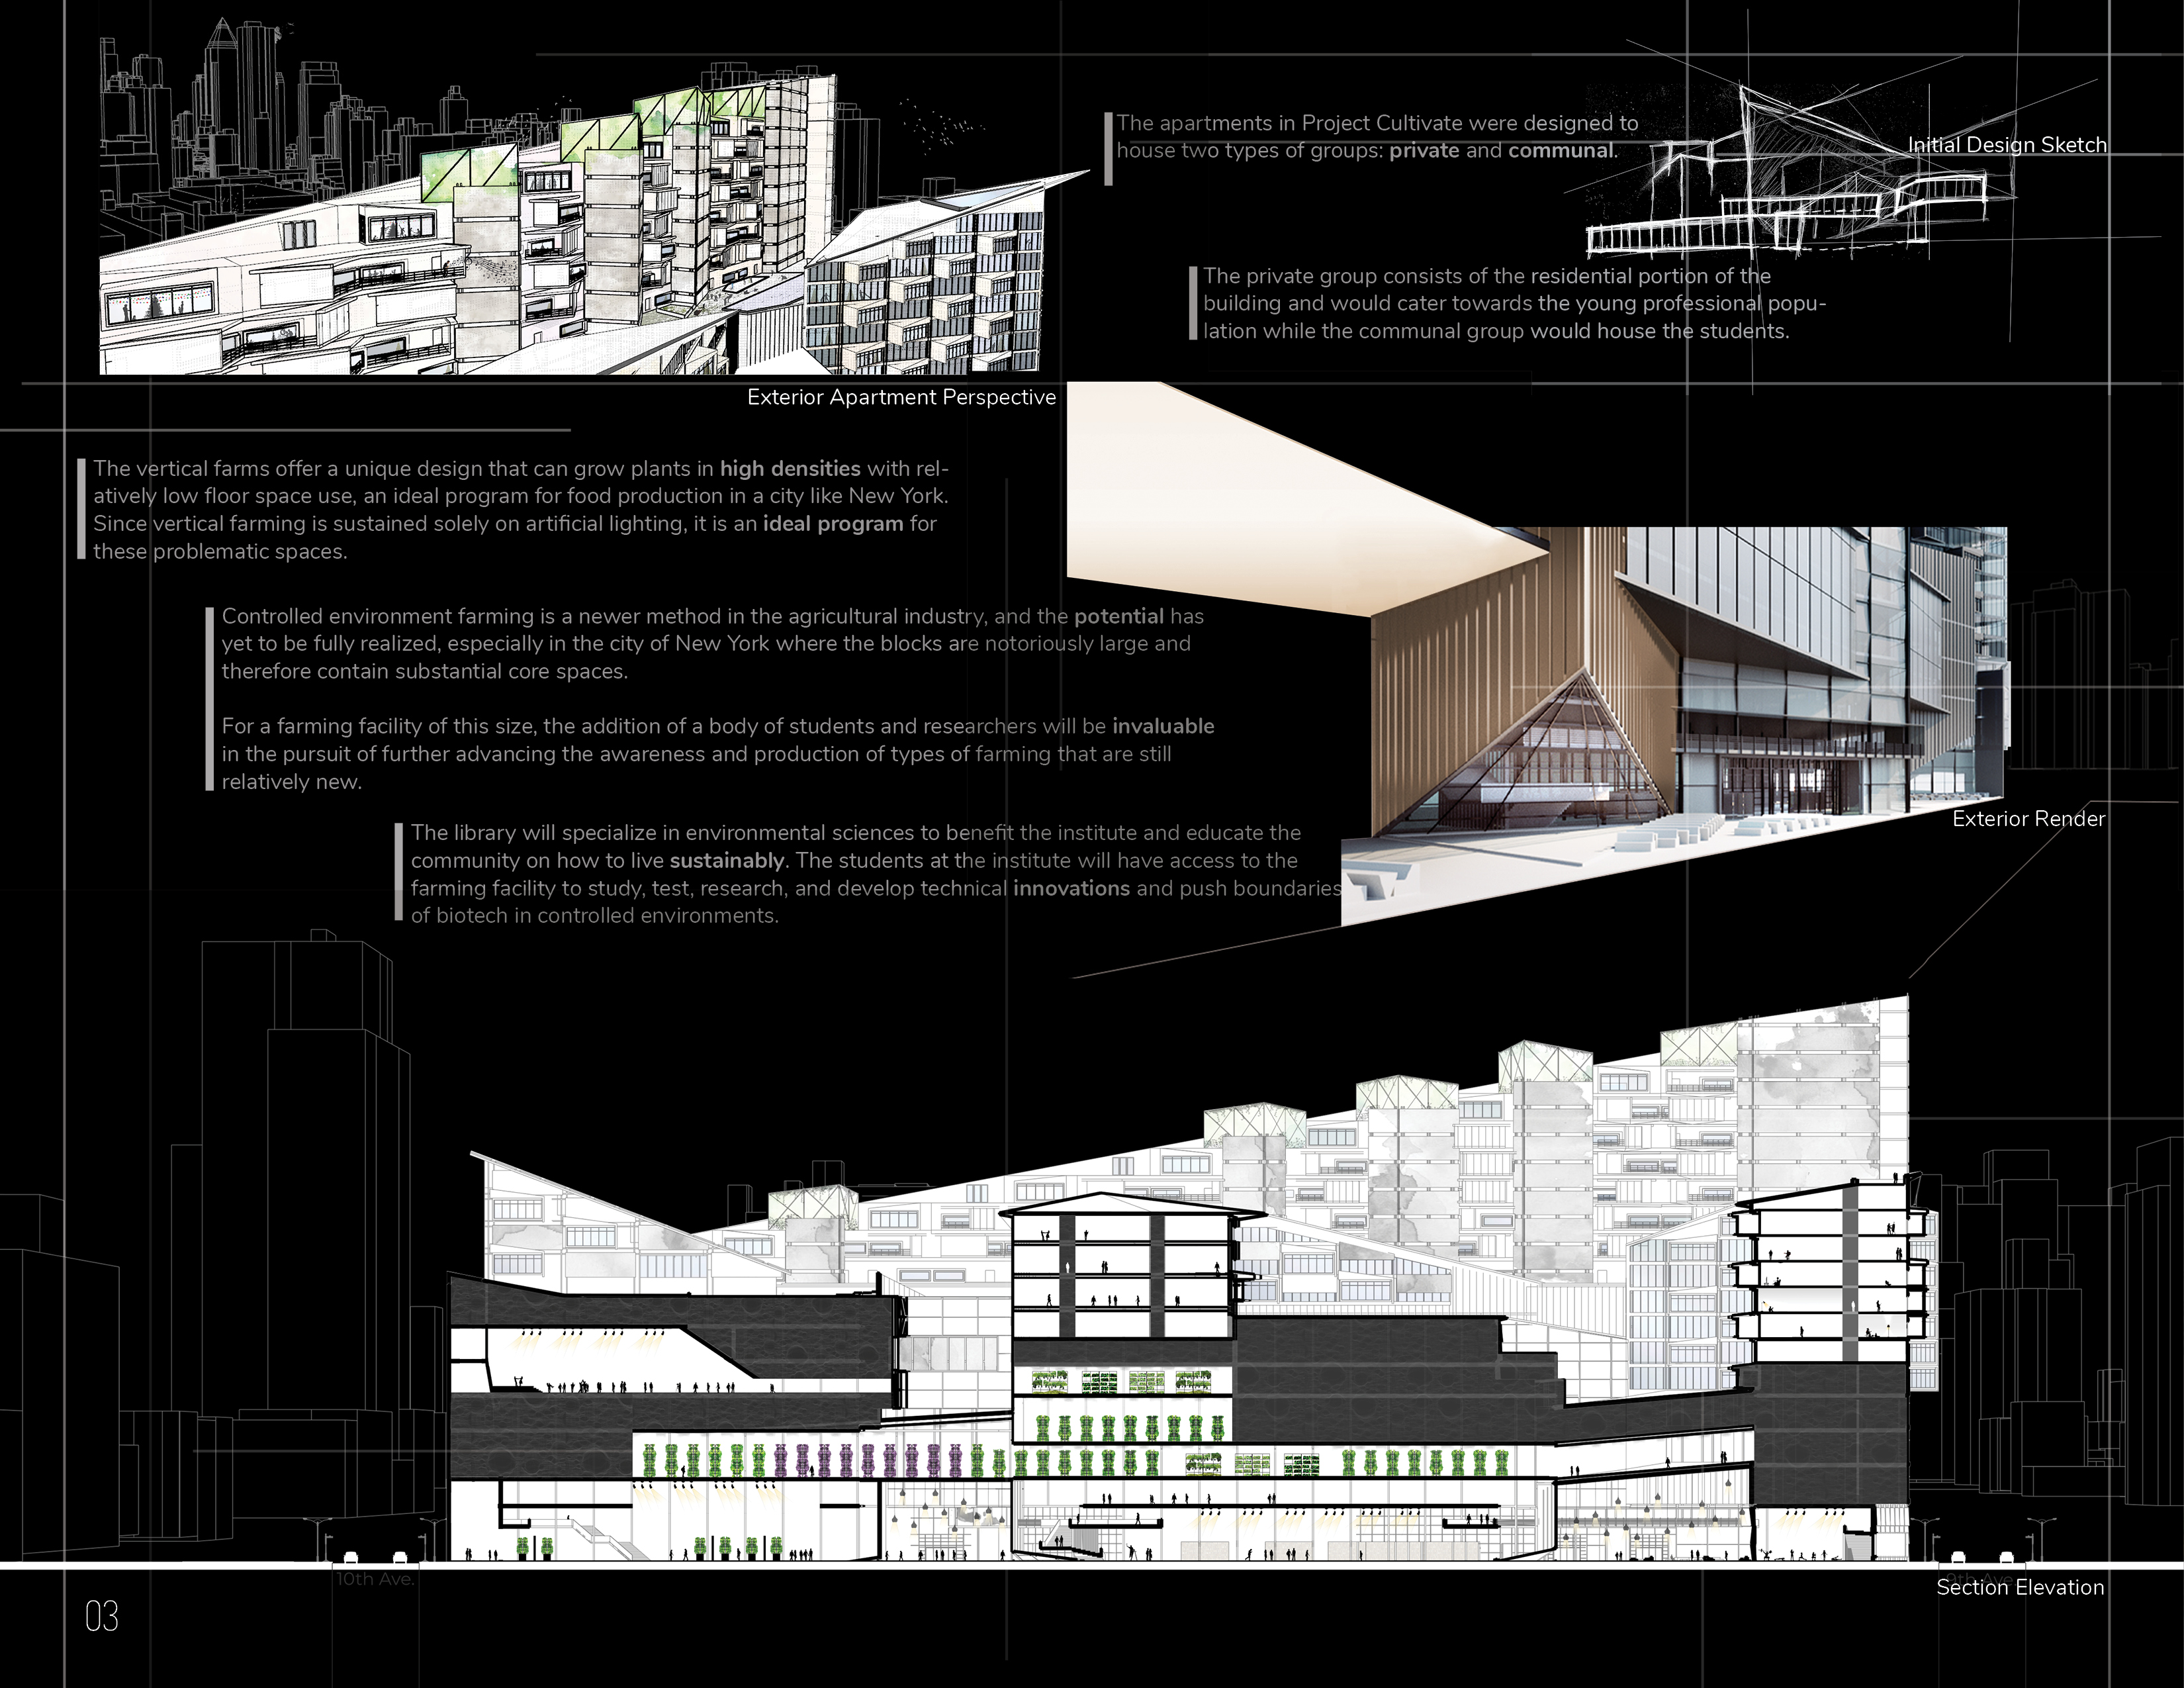 The apartments in Project Cultivate were designed to
house two types of groups: private and communal.
Initial Design Sketch
The private group consists of the residential portion of the
building and would cater towards the young professional popu-
lation while the communal group would house the students.
Exterior Apartment Perspective
The vertical farms offer a unique design that can grow plants in high densities with rel-
atively low floor space use, an ideal program for food production in a city like New York.
Since vertical farming is sustained solely on artificial lighting, it is an ideal program for
these problematic spaces.
Controlled environment farming is a newer method in the agricultural industry, and the potential has
yet to be fully realized, especially in the city of New York where the blocks are notoriously large and
therefore contain substantial core spaces.
For a farming facility of this size, the addition of a body of students and researchers will be invaluable
in the pursuit of further advancing the awareness and production of types of farming that are still
relatively new.
Exterior Render
The library will specialize in environmental sciences to benefit the institute and educate the
community on how to live sustainably. The students at the institute will have access to the
farming facility to study, test, research, and develop technical innovations and push boundaries
of biotech in controlled environments.
10th Ave.
9th Ave.
Section Elevation
03